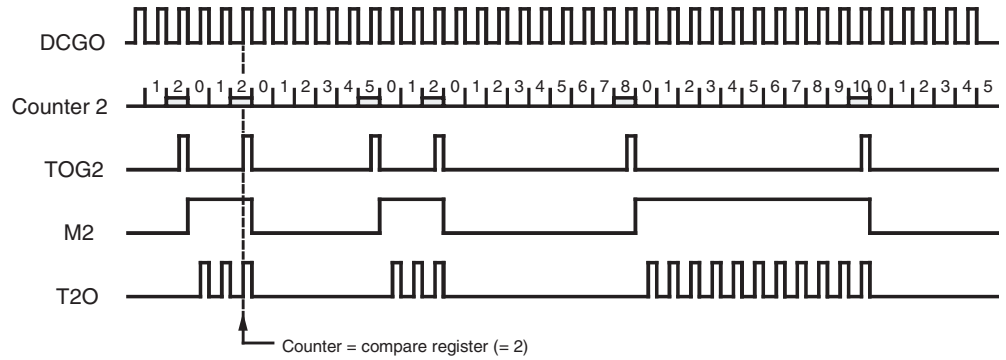 DCGO
Counter 2 1 2 0 1 2 0 1 2 3 4 5 0 1 2 0 1 2 3 4 5 6 7 8 0 1 2 3 4 5 6 7 8 9 10 0 1 2 3 4 5
TOG2
M2
T2O
Counter = compare register (= 2)